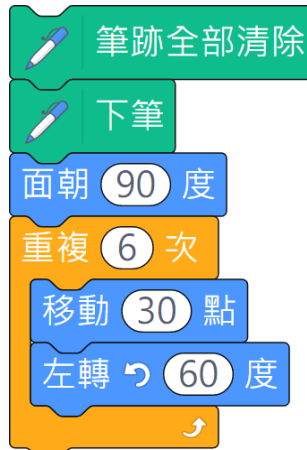 筆跡全部清除
下筆
面朝 90 度
重複 6 次
移動 30 點
左轉 60 度